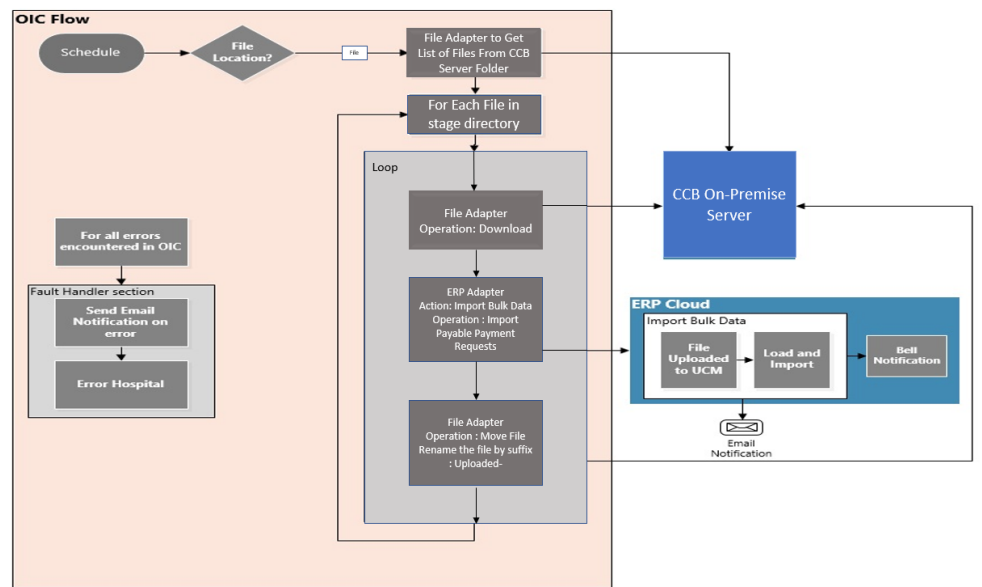 OIC Flow
Schedule
File
Location?
File
File Adapter to Get
List of Files From CCB
Server Folder
For Each File in
stage directory
Loop
File Adapter
Operation: Download
CCB On-Premise
Server
For all errors
encountered in OIC
Fault Handler section
Send Email
Notification on
error
Error Hospital
ERP Adapter
Action: Import Bulk Data
Operation : Import
Payable Payment
Requests
ERP Cloud
Import Bulk Data
File
Uploaded
to UCM
Load and
Import
Bell
Notification
Email
Notification
File Adapter
Operation : Move File
Rename the file by suffix
: Uploaded-